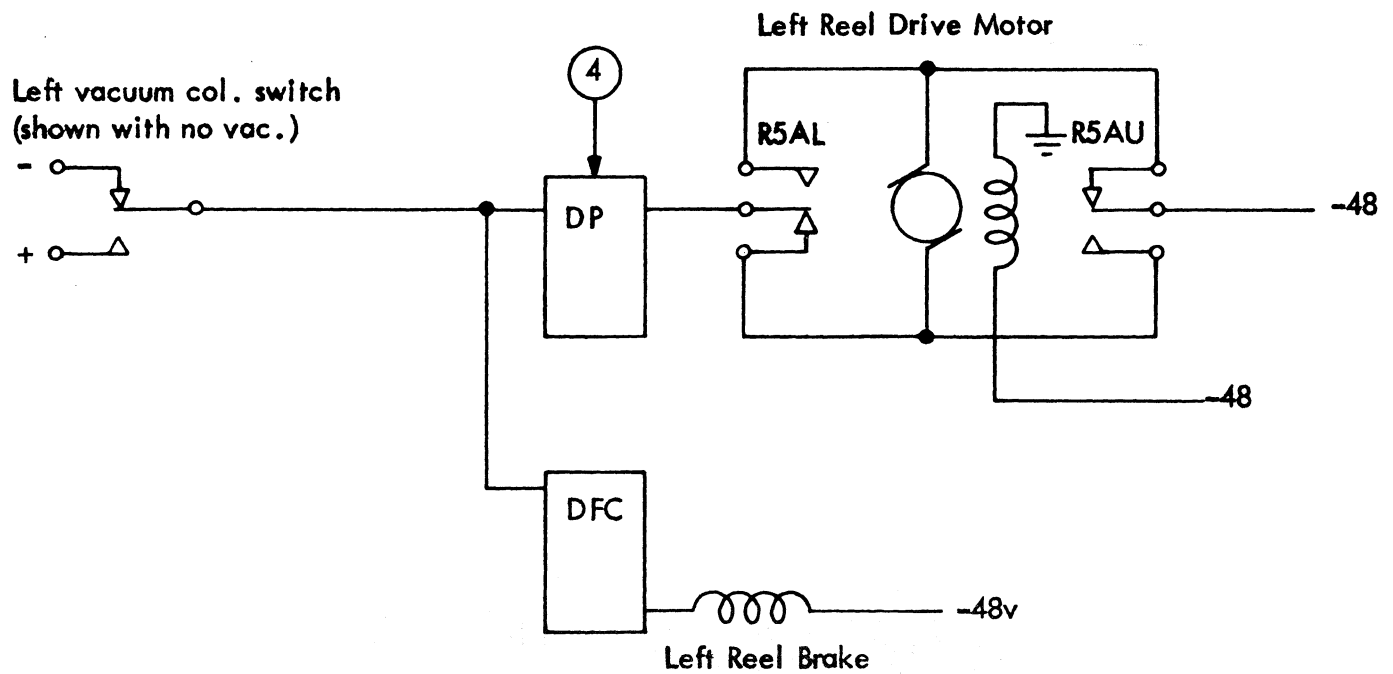 Left Reel Drive Motor
4
Left vacuum col. switch
(shown with no vac.)
R5AL
R5AU
-
DP
-48
+
-48
DFC
-48v
Left Reel Brake